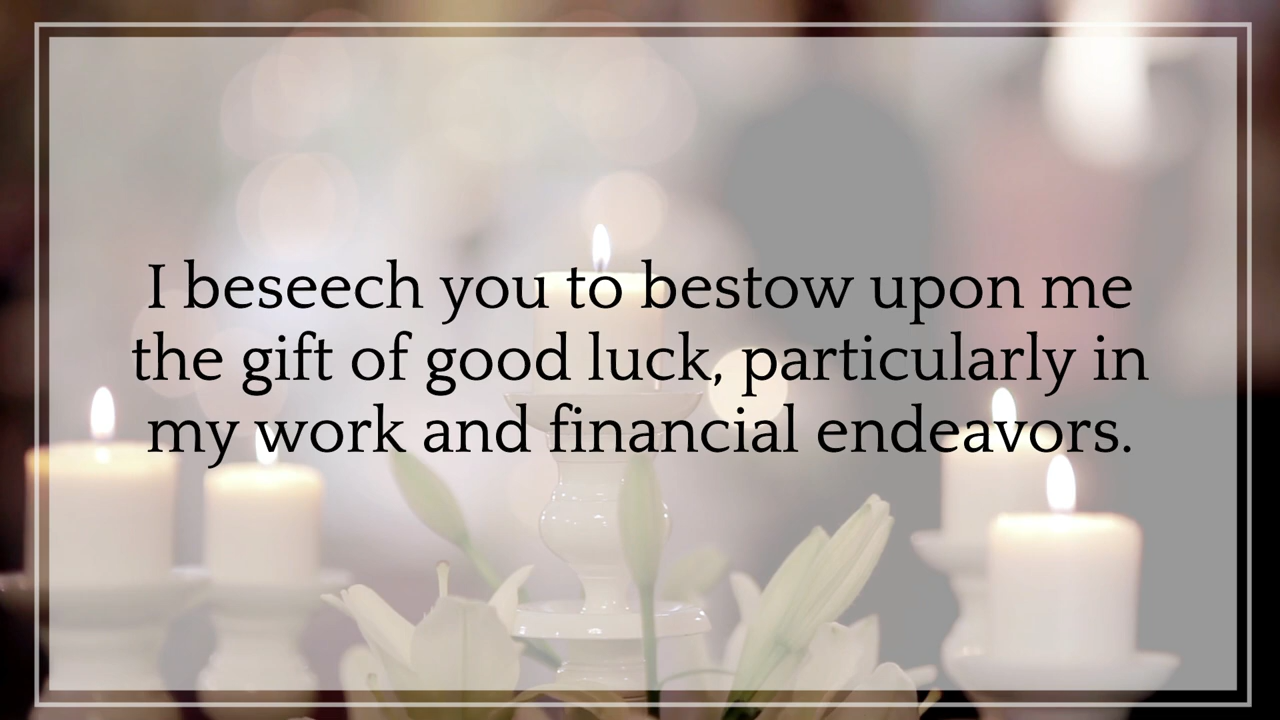 I beseech you to bestow upon me
the gift of good luck, particularly in
my work and financial endeavors.